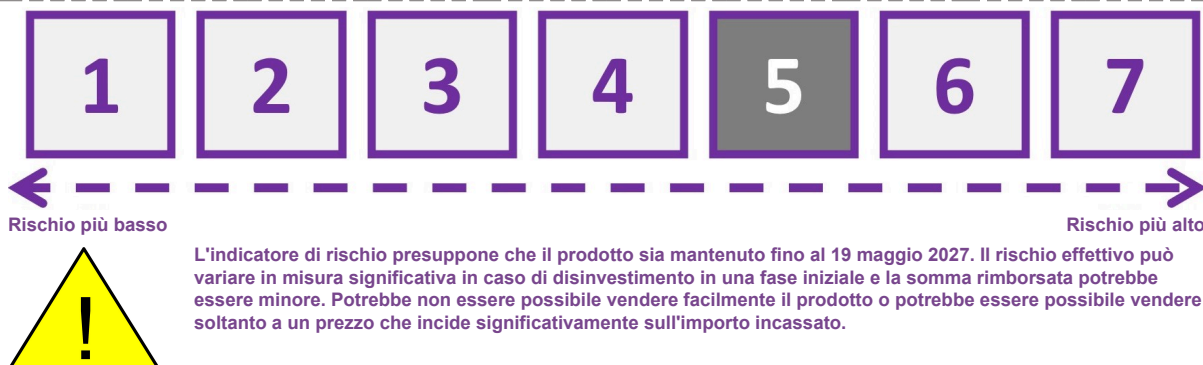 1 2 3 4 5 6 7
Rischio più basso Rischio più alto
L'indicatore di rischio presuppone che il prodotto sia mantenuto fino al 19 maggio 2027. Il rischio effettivo può
variare in misura significativa in caso di disinvestimento in una fase iniziale e la somma rimborsata potrebbe
essere minore. Potrebbe non essere possibile vendere facilmente il prodotto o potrebbe essere possibile vendere
soltanto a un prezzo che incide significativamente sull'importo incassato.
!